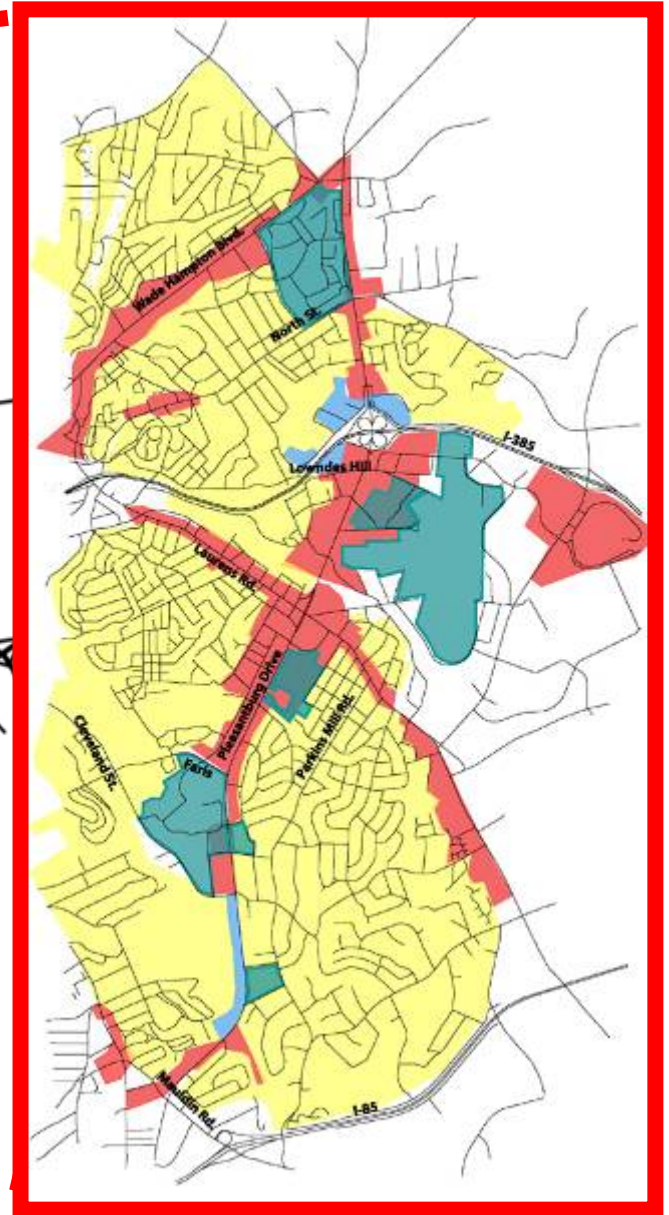 Wade Hampton Blvd.
North St.
I-385
Lowndes Hill
Laurens Rd.
Pleasantburg Drive
Perkins Mill Rd.
Cleveland St.
Faris
Mauldin Rd.
I-85